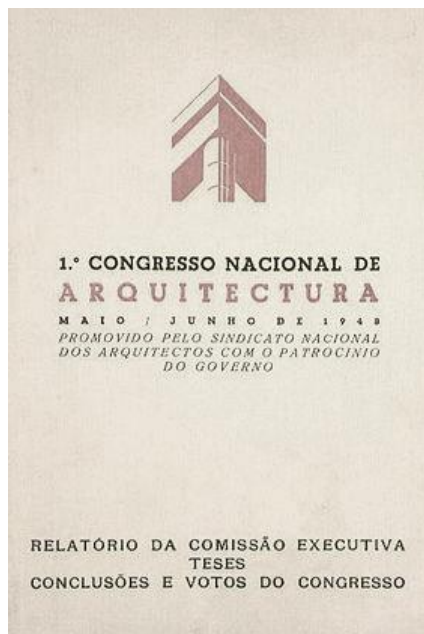 1.º CONGRESSO NACIONAL DE
ARQUITECTURA
MAIO / JUNHO DE 1948
PROMOVIDO PELO SINDICATO NACIONAL
DOS ARQUITECTOS COM O PATROCINIO
DO GOVERNO
RELATÓRIO DA COMISSÃO EXECUTIVA
TESES
CONCLUSÕES E VOTOS DO CONGRESSO